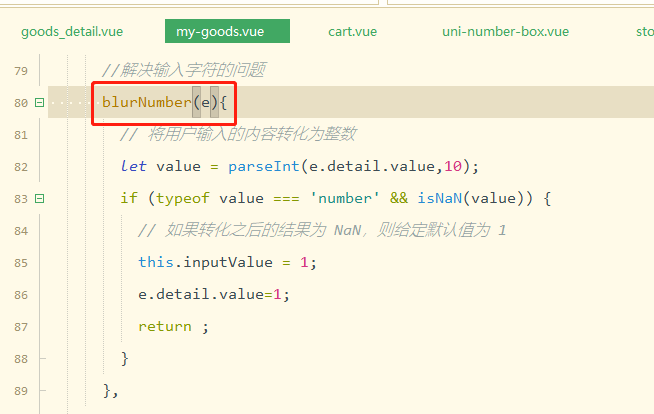 goods_detail.vue my-goods.vue cart.vue uni-number-box.vue sto
79 //解决输入字符的问题
80 blurNumber(e){
81 // 将用户输入的内容转化为整数
82 let value = parseInt(e.detail.value,10);
83 if (typeof value === 'number' && isNaN(value)) {
84 // 如果转化之后的结果为 NaN，则给定默认值为 1
85 this.inputValue = 1;
86 e.detail.value=1;
87 return ;
88 }
89 },